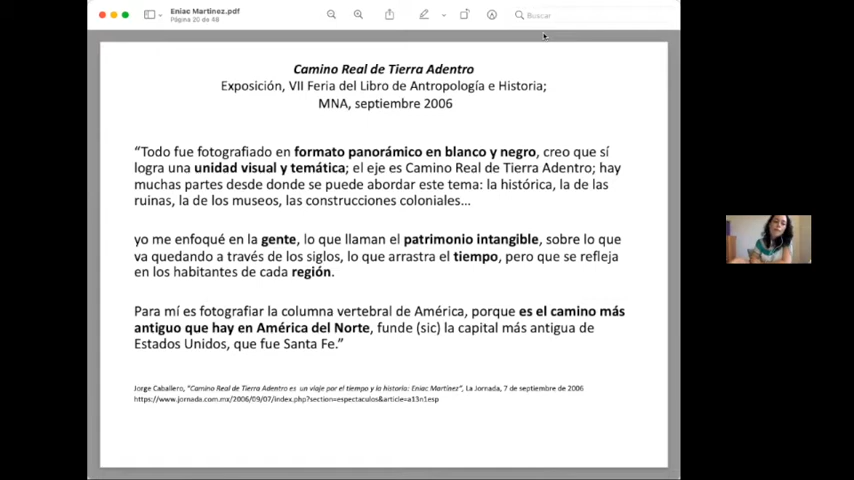 Eniac Martínez.pdf
Página 20 de 48
Buscar
Camino Real de Tierra Adentro
Exposición, VII Feria del Libro de Antropología e Historia;
MNA, septiembre 2006
“Todo fue fotografiado en formato panorámico en blanco y negro, creo que sí
logra una unidad visual y temática; el eje es Camino Real de Tierra Adentro; hay
muchas partes desde donde se puede abordar este tema: la histórica, la de las
ruinas, la de los museos, las construcciones coloniales…
yo me enfoqué en la gente, lo que llaman el patrimonio intangible, sobre lo que
va quedando a través de los siglos, lo que arrastra el tiempo, pero que se refleja
en los habitantes de cada región.
Para mí es fotografiar la columna vertebral de América, porque es el camino más
antiguo que hay en América del Norte, funde (sic) la capital más antigua de
Estados Unidos, que fue Santa Fe.”
Jorge Caballero, “Camino Real de Tierra Adentro es un viaje por el tiempo y la historia: Eniac Martínez”, La Jornada, 7 de septiembre de 2006
https://www.jornada.com.mx/2006/09/07/index.php?section=espectaculos&article=a13n1esp